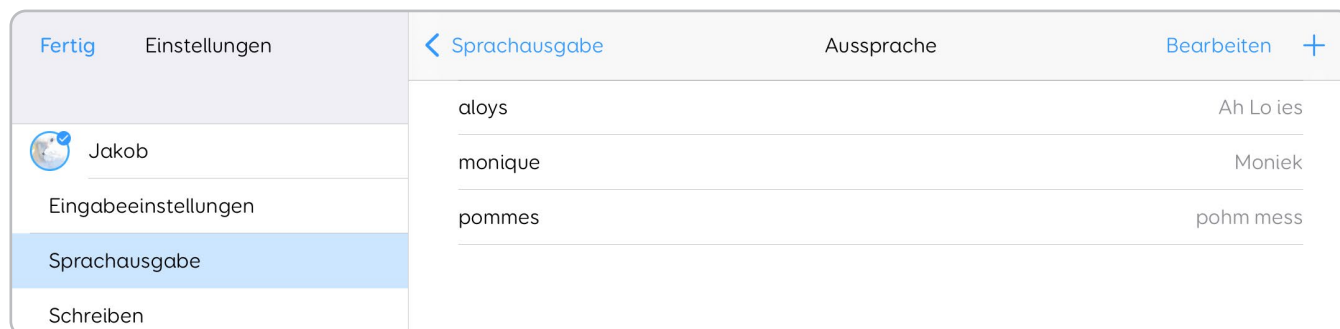 Fertig Einstellungen
Jakob
Eingabeeinstellungen
Sprachausgabe
Schreiben
Sprachausgabe Aussprache Bearbeiten +
aloys Ah Lo ies
monique Moniek
pommes pohm mess